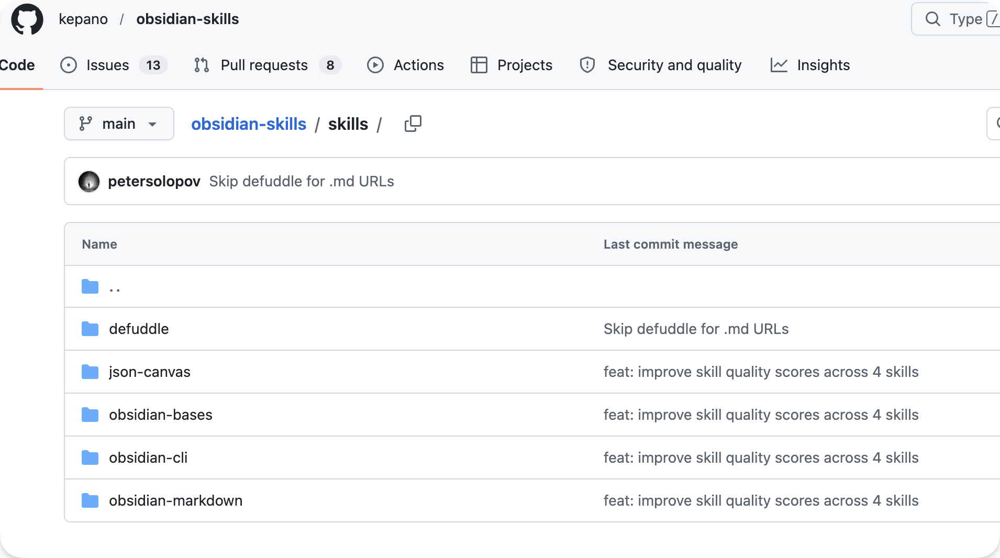 kepano / obsidian-skills
Type /
Code
Issues 13
Pull requests 8
Actions
Projects
Security and quality
Insights
main
obsidian-skills / skills /
petersolopov Skip defuddle for .md URLs
Name Last commit message
..
defuddle Skip defuddle for .md URLs
json-canvas feat: improve skill quality scores across 4 skills
obsidian-bases feat: improve skill quality scores across 4 skills
obsidian-cli feat: improve skill quality scores across 4 skills
obsidian-markdown feat: improve skill quality scores across 4 skills